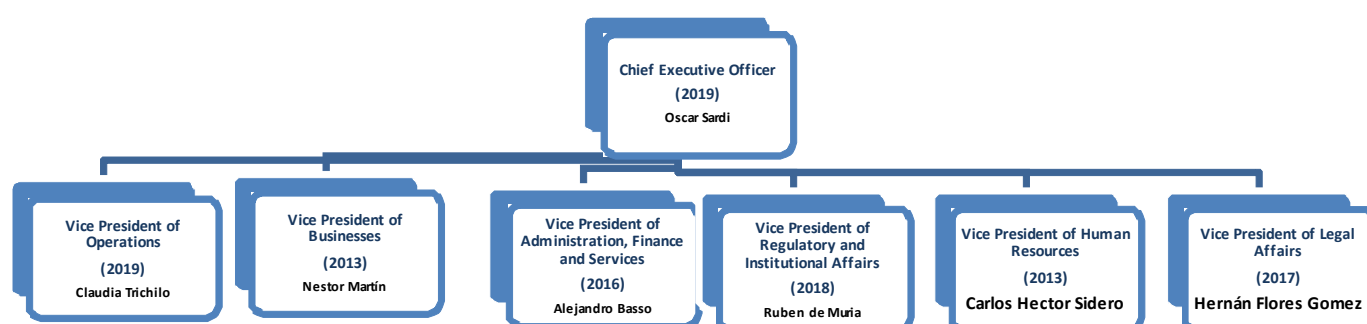 Chief Executive Officer
(2019)
Oscar Sardi
Vice President of
Operations
(2019)
Claudia Trichilo
Vice President of
Businesses
(2013)
Nestor Martín
Vice President of
Administration, Finance
and Services
(2016)
Alejandro Basso
Vice President of
Regulatory and
Institutional Affairs
(2018)
Ruben de Muria
Vice President of Human
Resources
(2013)
Carlos Hector Sidero
Vice President of Legal
Affairs
(2017)
Hernán Flores Gomez